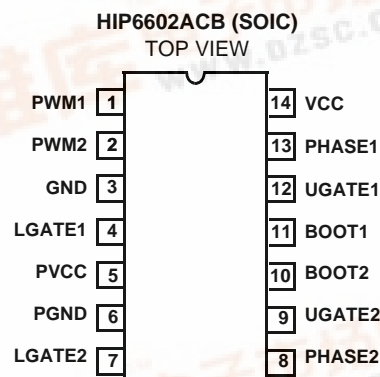 HIP6602ACB (SOIC)
TOP VIEW
PWM1 1 14 VCC
PWM2 2 13 PHASE1
GND 3 12 UGATE1
LGATE1 4 11 BOOT1
PVCC 5 10 BOOT2
PGND 6 9 UGATE2
LGATE2 7 8 PHASE2